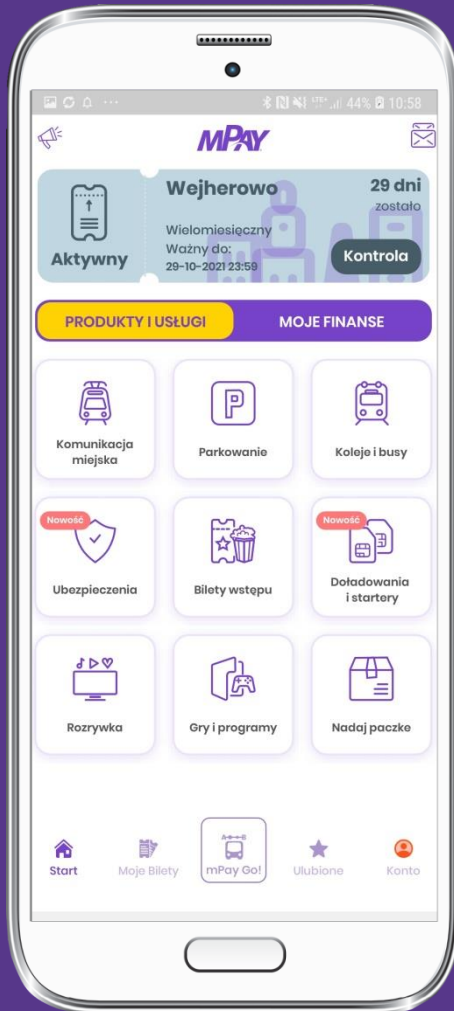 44% 10:58
mPAY
Wejherowo
29 dni
zostało
Wielomiesięczny
Ważny do:
29-10-2021 23:59
Aktywny
Kontrola
PRODUKTY I USŁUGI
MOJE FINANSE
Komunikacja
miejska
Parkowanie
Koleje i busy
Nowość
Ubezpieczenia
Bilety wstępu
Nowość
Doładowania
i startery
Rozrywka
Gry i programy
Nadaj paczke
Start
Moje Bilety
mPay Go!
Ulubione
Konto